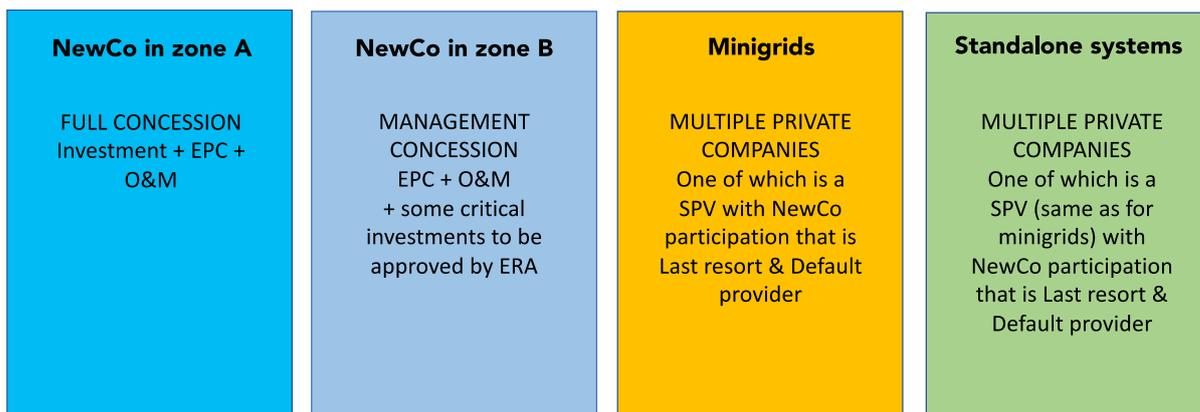 NewCo in zone A
FULL CONCESSION
Investment + EPC +
O&M
NewCo in zone B
MANAGEMENT
CONCESSION
EPC + O&M
+ some critical
investments to be
approved by ERA
Minigrids
MULTIPLE PRIVATE
COMPANIES
One of which is a
SPV with NewCo
participation that is
Last resort & Default
provider
Standalone systems
MULTIPLE PRIVATE
COMPANIES
One of which is a
SPV (same as for
minigrids) with
NewCo participation
that is Last resort &
Default provider